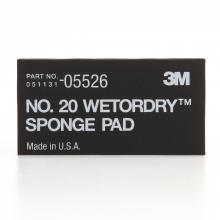 PART NO. -05526
051131
3M
NO. 20 WETORDRY™
SPONGE PAD
Made in U.S.A.